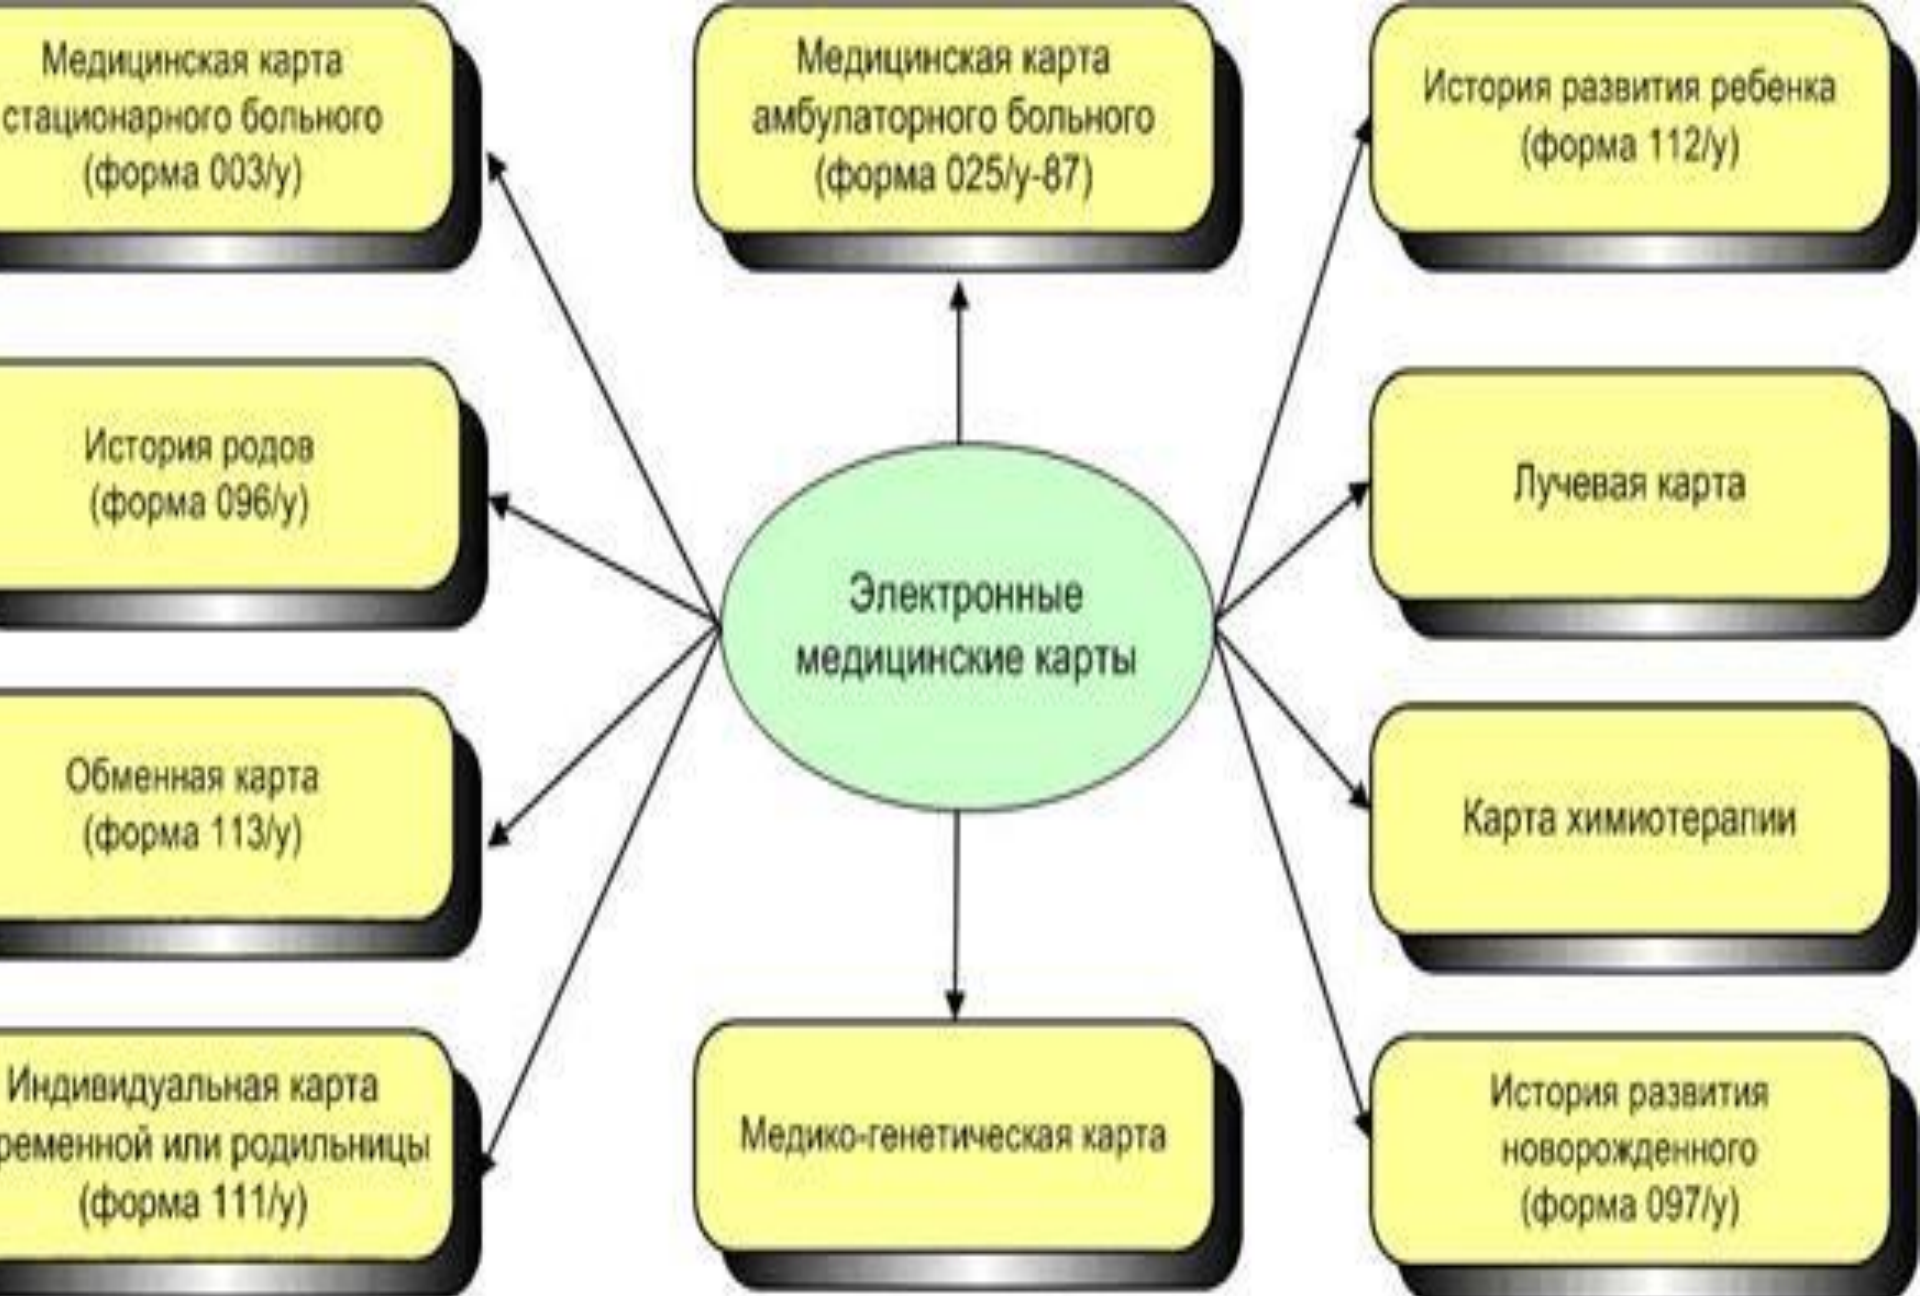 Медицинская карта
стационарного больного
(форма 003/у)
Медицинская карта
амбулаторного больного
(форма 025/у-87)
История развития ребенка
(форма 112/у)
История родов
(форма 096/у)
Лучевая карта
Электронные
медицинские карты
Обменная карта
(форма 113/у)
Карта химиотерапии
Индивидуальная карта
ременной или родильницы
(форма 111/у)
Медико-генетическая карта
История развития
новорожденного
(форма 097/у)